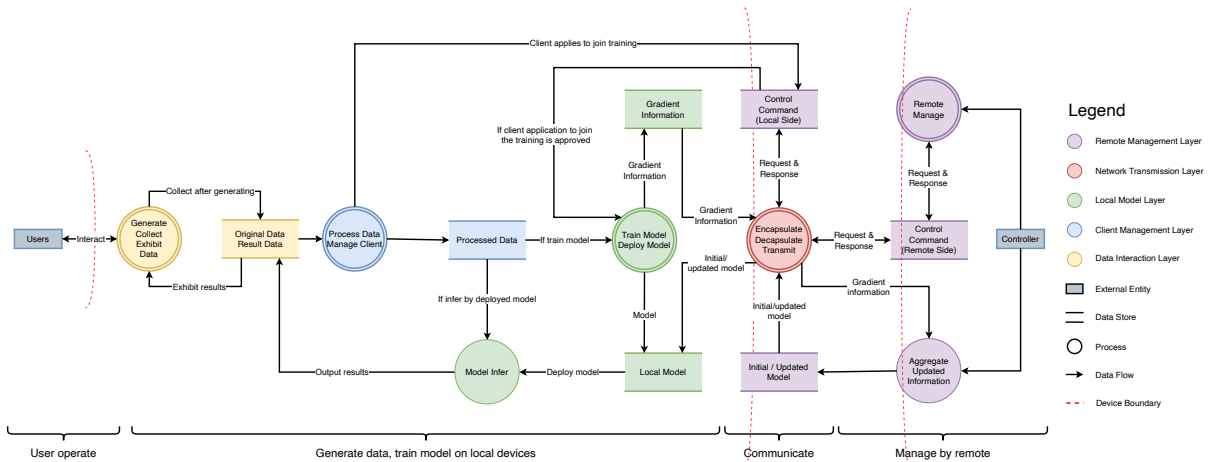 Client applies to join training
Gradient
Information
Control
Command
(Local Side)
Remote
Manage
Legend
If client application to join
the training is approved
Remote Management Layer
Gradient
Information
Request &
Response
Request &
Response
Network Transmission Layer
Collect after generating
Local Model Layer
Users
Interact
Generate
Collect
Exhibit
Data
Original Data
Result Data
Process Data
Manage Client
Processed Data
If train model
Train Model
Deploy Model
Gradient
Information
Encapsulate
Decapsulate
Transmit
Request &
Response
Control
Command
(Remote Side)
Controller
Client Management Layer
Initial/
updated model
Data Interaction Layer
Exhibit results
Gradient
information
External Entity
If infer by deployed model
Model
Initial/updated
model
Data Store
Process
Output results
Model Infer
Deploy model
Local Model
Initial / Updated
Model
Aggregate
Updated
Information
Data Flow
Device Boundary
User operate
Generate data, train model on local devices
Communicate
Manage by remote